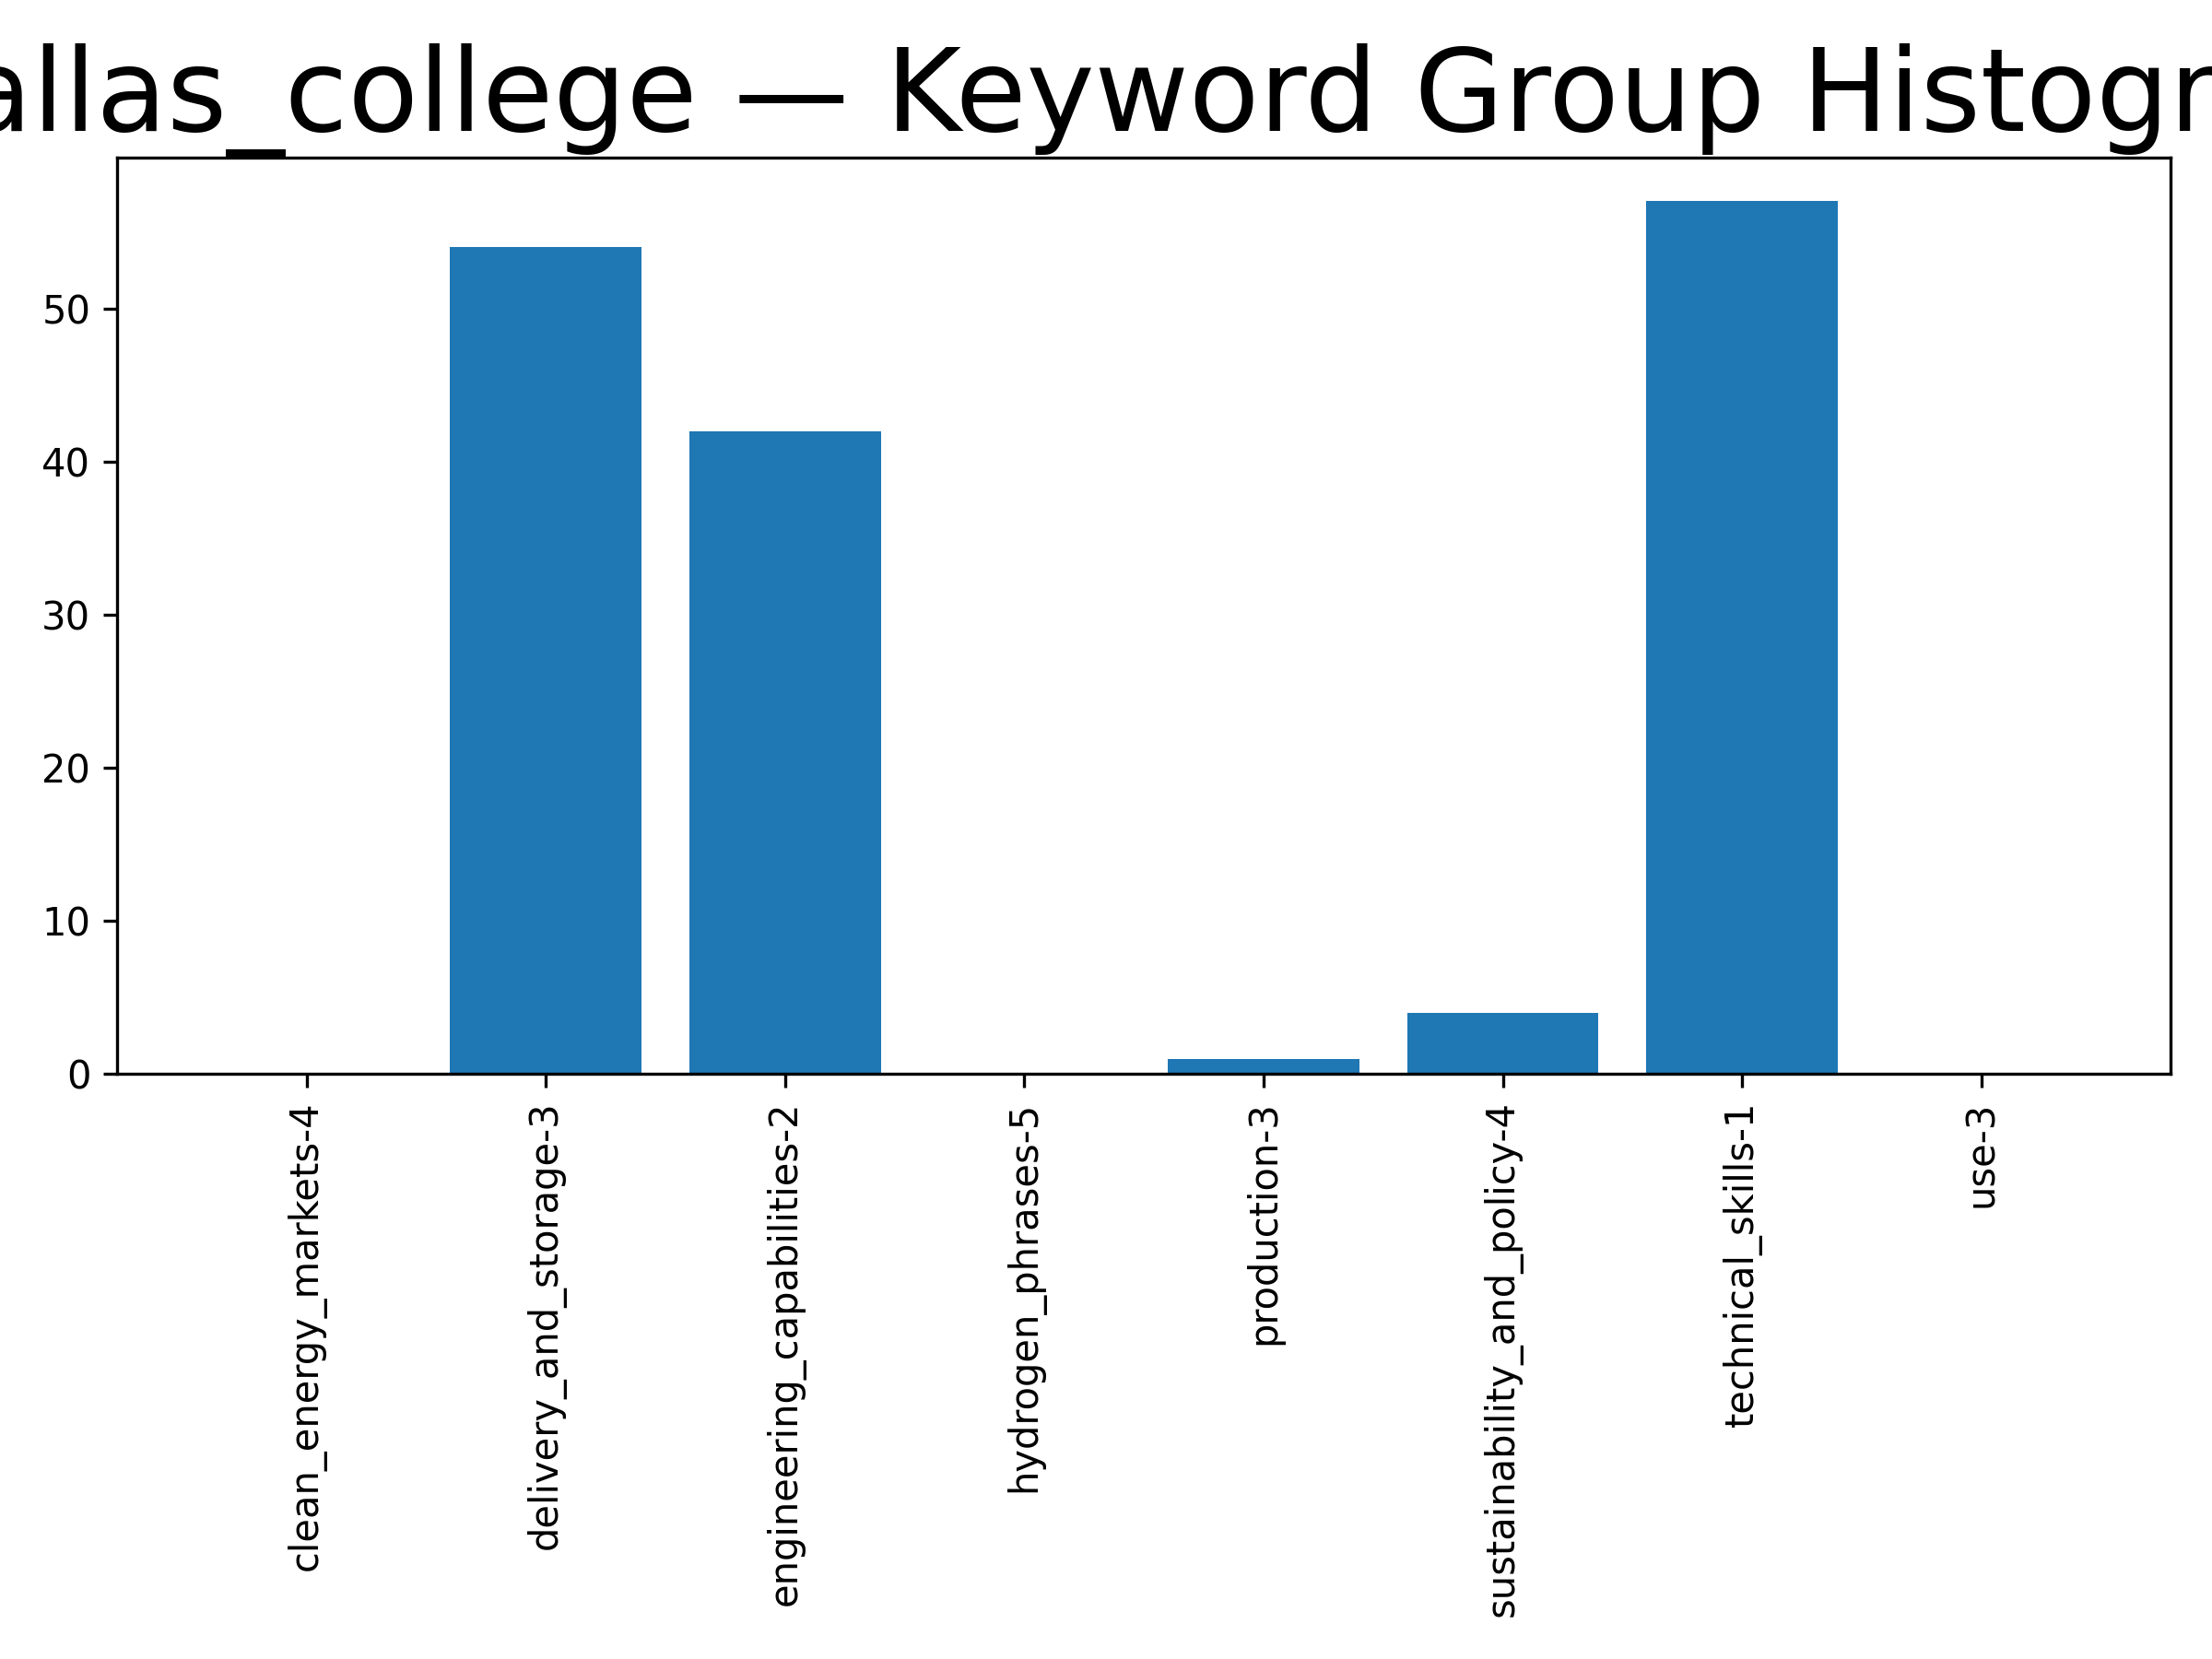 allas_college — Keyword Group Histogr
50
40
30
20
10
0
clean_energy_markets-4
delivery_and_storage-3
engineering_capabilities-2
hydrogen_phrases-5
production-3
sustainability_and_policy-4
technical_skills-1
use-3